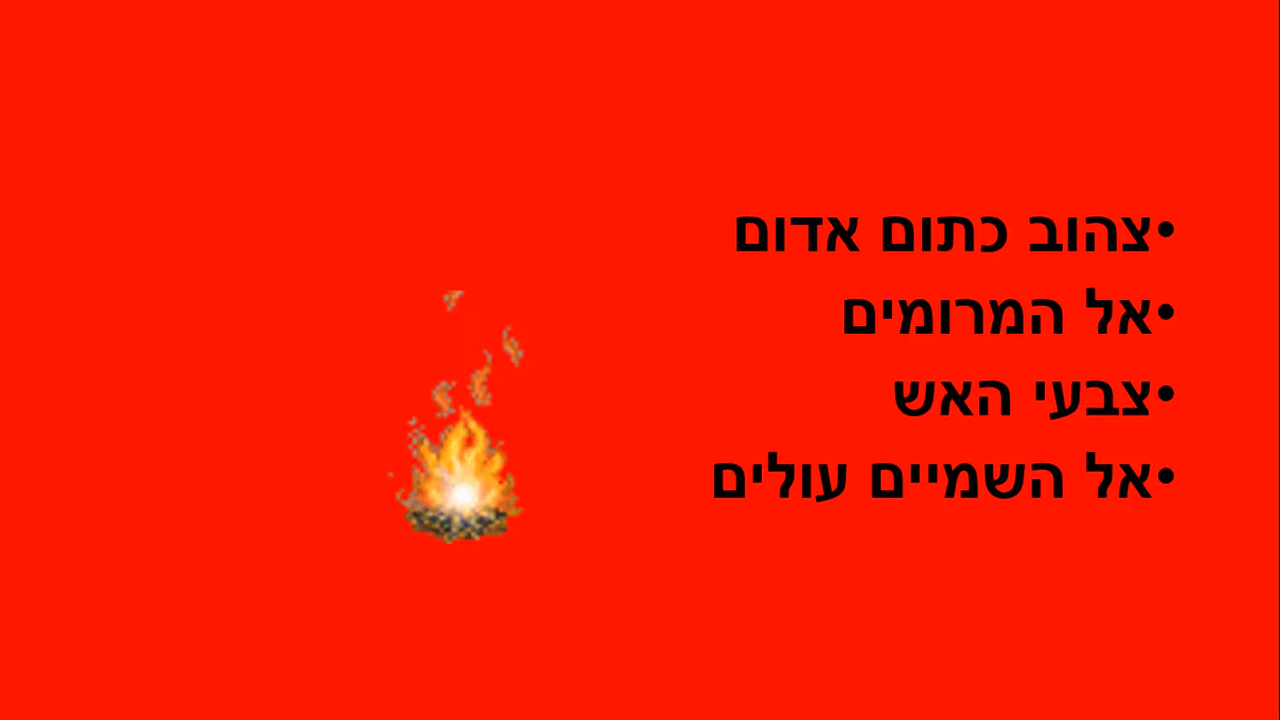 •צהוב כתום אדום
•אל המרומים
•צבעי האש
•אל השמיים עולים